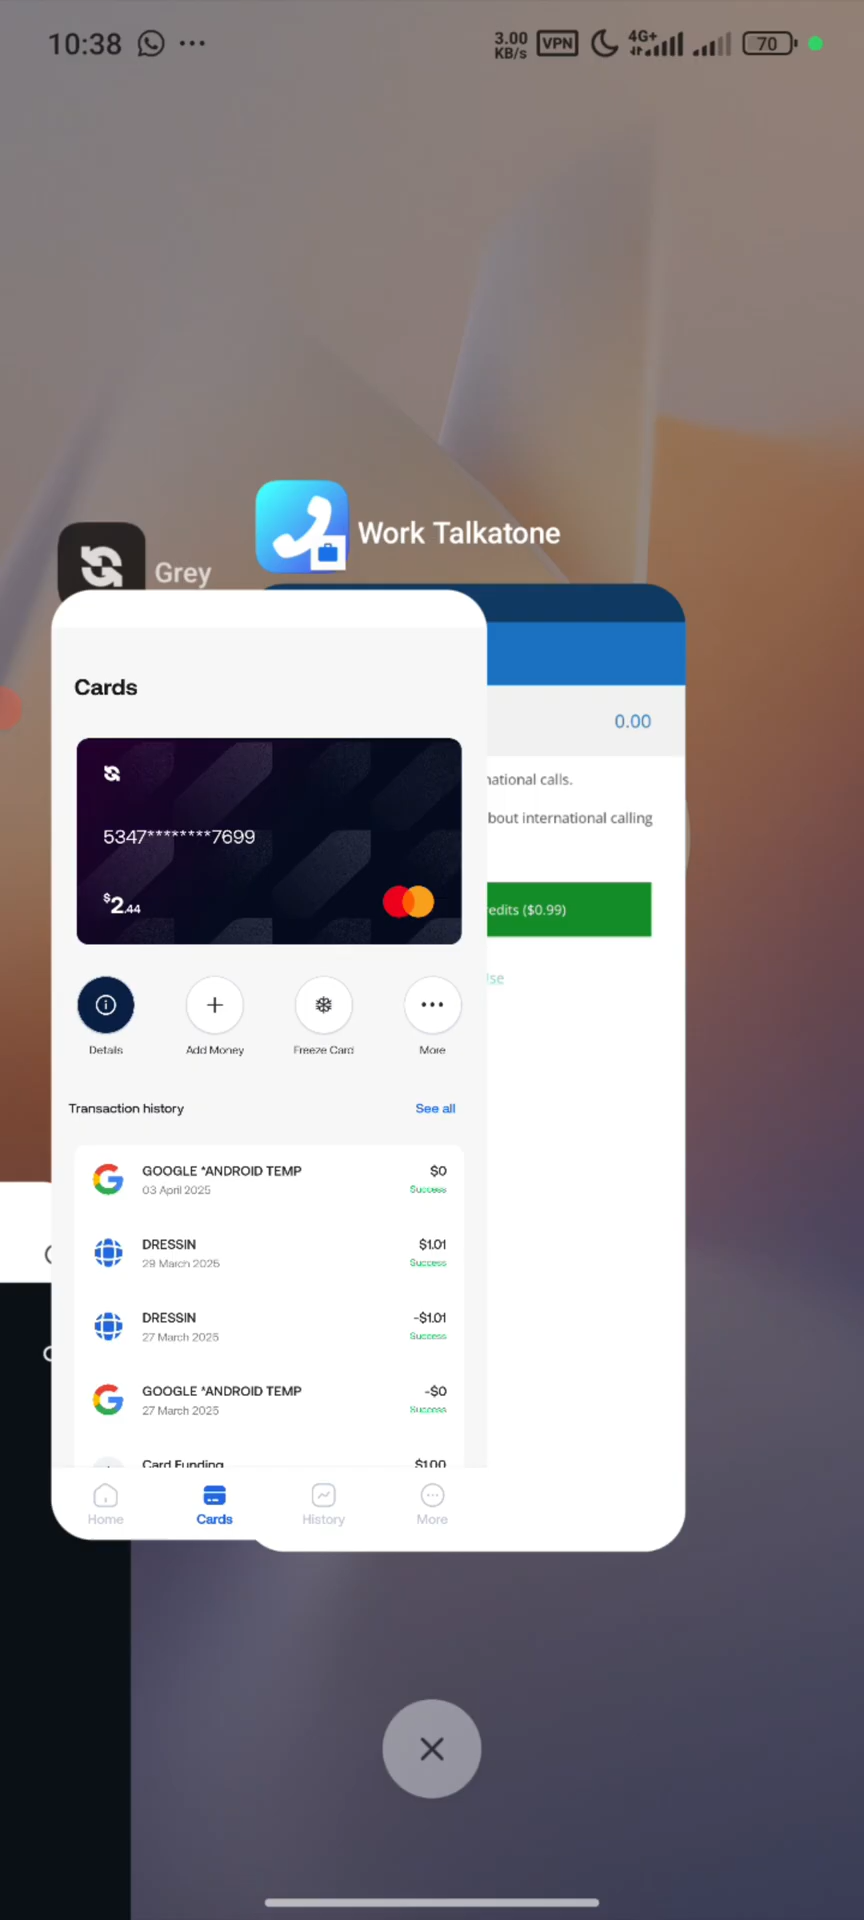 10:38
3.00
KB/s
VPN
4G+
70
Work Talkatone
Grey
Cards
5347********7699
$2.44
Details
Add Money
Freeze Card
More
Transaction history
See all
GOOGLE *ANDROID TEMP
$0
03 April 2025
Success
DRESSIN
$1.01
29 March 2025
Success
DRESSIN
-$1.01
27 March 2025
Success
GOOGLE *ANDROID TEMP
-$0
27 March 2025
Success
Card Funding
$1.00
Home
Cards
History
More
0.00
national calls.
bout international calling
edits ($0.99)